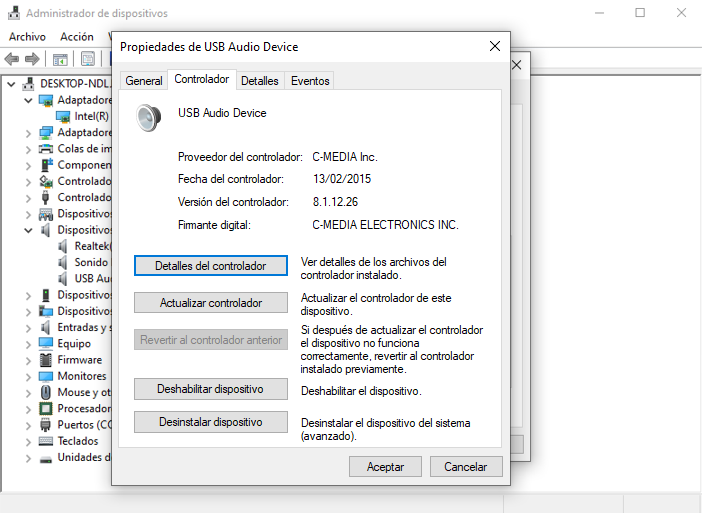 Administrador de dispositivos
Archivo Acción
Propiedades de USB Audio Device
General Controlador Detalles Eventos
USB Audio Device
Proveedor del controlador: C-MEDIA Inc.
Fecha del controlador: 13/02/2015
Versión del controlador: 8.1.12.26
Firmante digital: C-MEDIA ELECTRONICS INC.
Detalles del controlador
Ver detalles de los archivos del
controlador instalado.
Actualizar controlador
Actualizar el controlador de este
dispositivo.
Revertir al controlador anterior
Si después de actualizar el controlador
el dispositivo no funciona
correctamente, revertir al controlador
instalado previamente.
Deshabilitar dispositivo
Deshabilitar el dispositivo.
Desinstalar dispositivo
Desinstalar el dispositivo del sistema
(avanzado).
Aceptar Cancelar
DESKTOP-NDL
Adaptadore
Intel(R)
Adaptadore
Colas de im
Componen
Controlado
Controlado
Dispositivos
Dispositivos
Realtek(
Sonido
USB Au
Dispositivos
Dispositivos
Entradas y s
Equipo
Firmware
Monitores
Mouse y ot
Procesador
Puertos (CO
Teclados
Unidades d